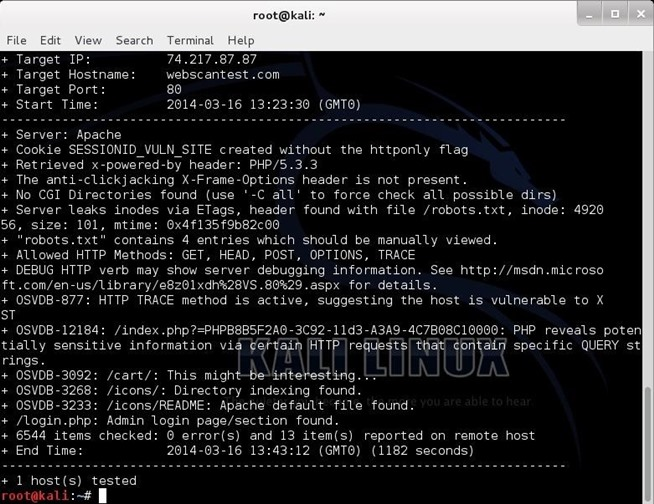 root@kali: ~
File Edit View Search Terminal Help
+ Target IP: 74.217.87.87
+ Target Hostname: webscantest.com
+ Target Port: 80
+ Start Time: 2014-03-16 13:23:30 (GMT0)
---------------------------------------------------------------------------
+ Server: Apache
+ Cookie SESSIONID_VULN_SITE created without the httponly flag
+ Retrieved x-powered-by header: PHP/5.3.3
+ The anti-clickjacking X-Frame-Options header is not present.
+ No CGI Directories found (use '-C all' to force check all possible dirs)
+ Server leaks inodes via ETags, header found with file /robots.txt, inode: 4920
56, size: 101, mtime: 0x4f135f9b82c00
+ "robots.txt" contains 4 entries which should be manually viewed.
+ Allowed HTTP Methods: GET, HEAD, POST, OPTIONS, TRACE
+ DEBUG HTTP verb may show server debugging information. See http://msdn.microso
ft.com/en-us/library/e8z01xdh%28VS.80%29.aspx for details.
+ OSVDB-877: HTTP TRACE method is active, suggesting the host is vulnerable to X
ST
+ OSVDB-12184: /index.php?=PHPB8B5F2A0-3C92-11d3-A3A9-4C7B08C10000: PHP reveals poten
tially sensitive information via certain HTTP requests that contain specific QUERY st
rings.
+ OSVDB-3092: /cart/: This might be interesting...
KALI LINUX
+ OSVDB-3268: /icons/: Directory indexing found.
+ OSVDB-3233: /icons/README: Apache default file found.
the more you are able to hear.
+ /login.php: Admin login page/section found.
+ 6544 items checked: 0 error(s) and 13 item(s) reported on remote host
+ End Time: 2014-03-16 13:43:12 (GMT0) (1182 seconds)
---------------------------------------------------------------------------
+ 1 host(s) tested
root@kali:~#